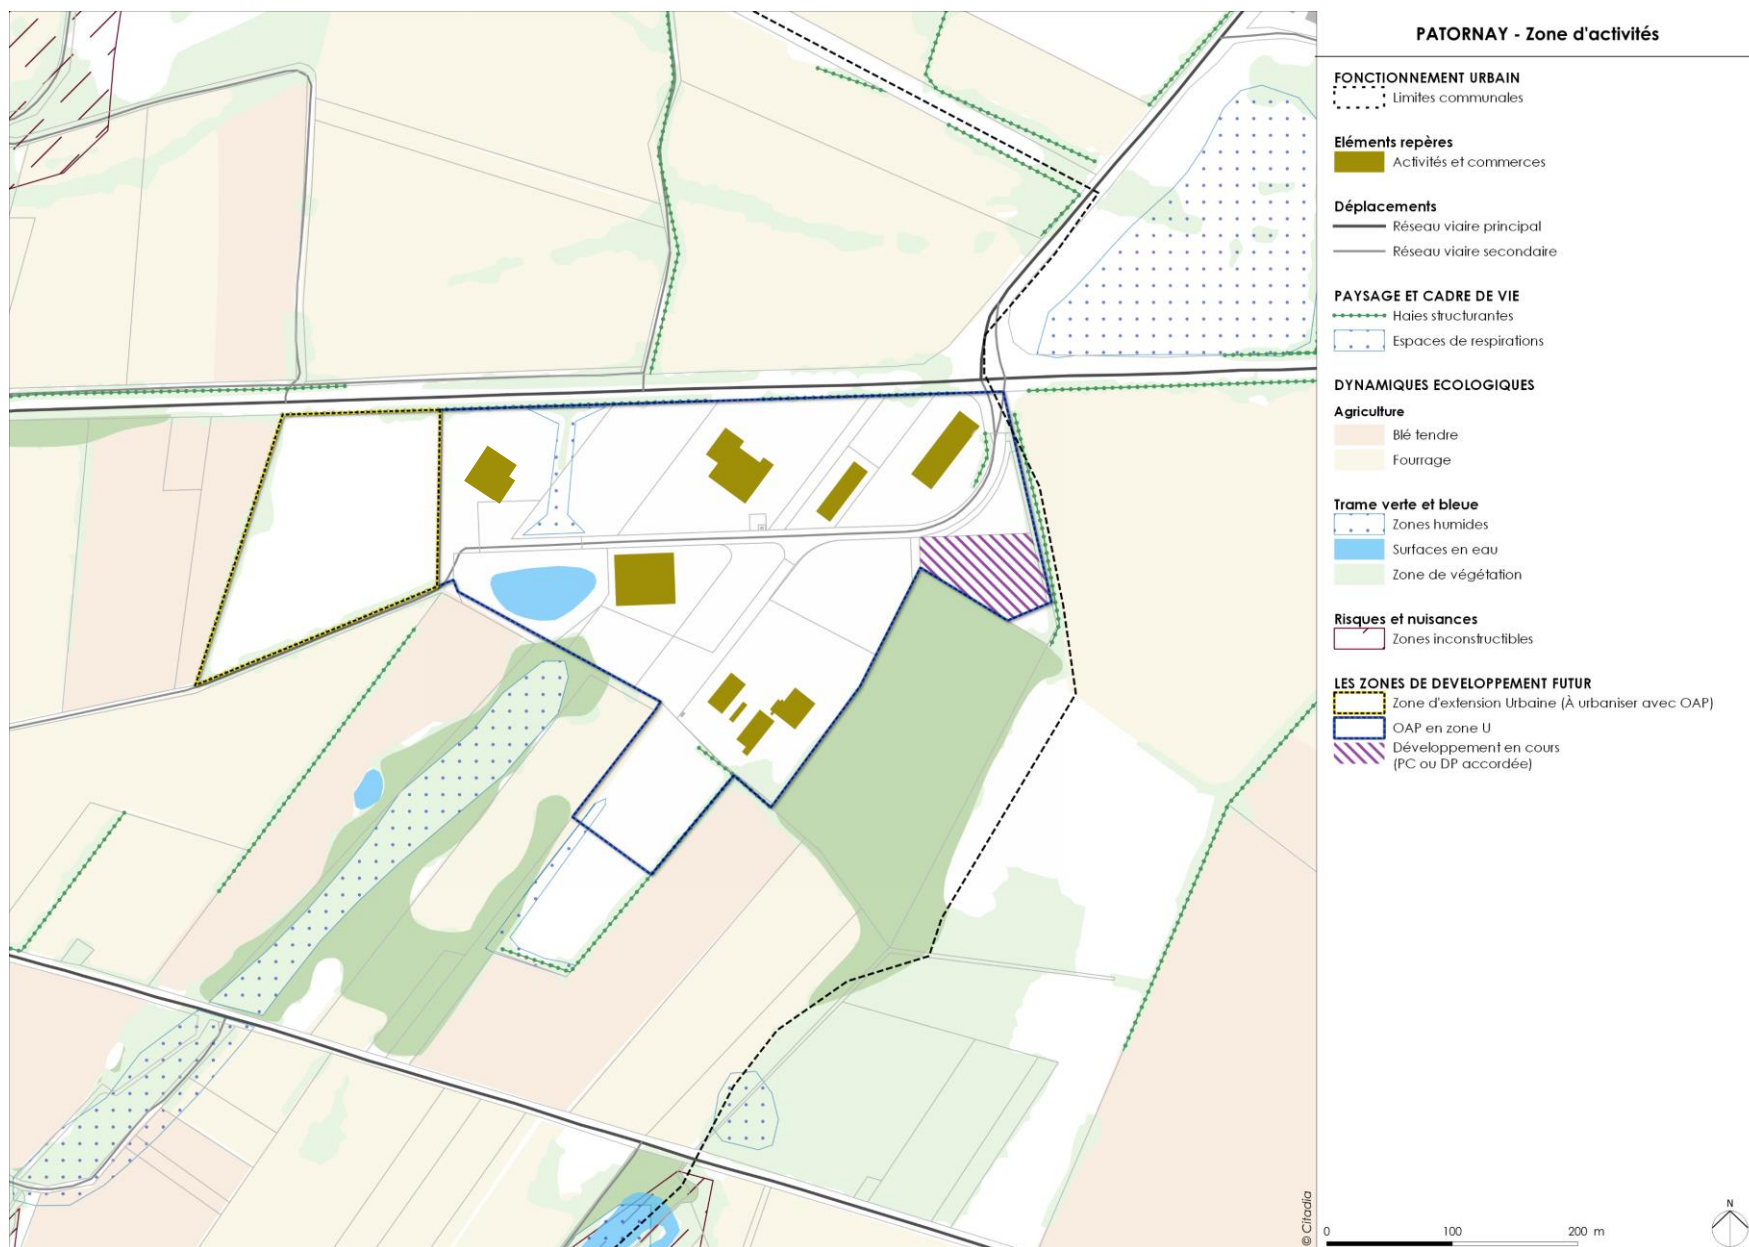 PATORNAY - Zone d'activités
FONCTIONNEMENT URBAIN
Limites communales
Eléments repères
Activités et commerces
Déplacements
Réseau viaire principal
Réseau viaire secondaire
PAYSAGE ET CADRE DE VIE
Haies structurantes
Espaces de respirations
DYNAMIQUES ECOLOGIQUES
Agriculture
Blé tendre
Fourrage
Trame verte et bleue
Zones humides
Surfaces en eau
Zone de végétation
Risques et nuisances
Zones inconstructibles
LES ZONES DE DEVELOPPEMENT FUTUR
Zone d'extension Urbaine (À urbaniser avec OAP)
OAP en zone U
Développement en cours
(PC ou DP accordée)
© Citadia
0 100 200 m
N